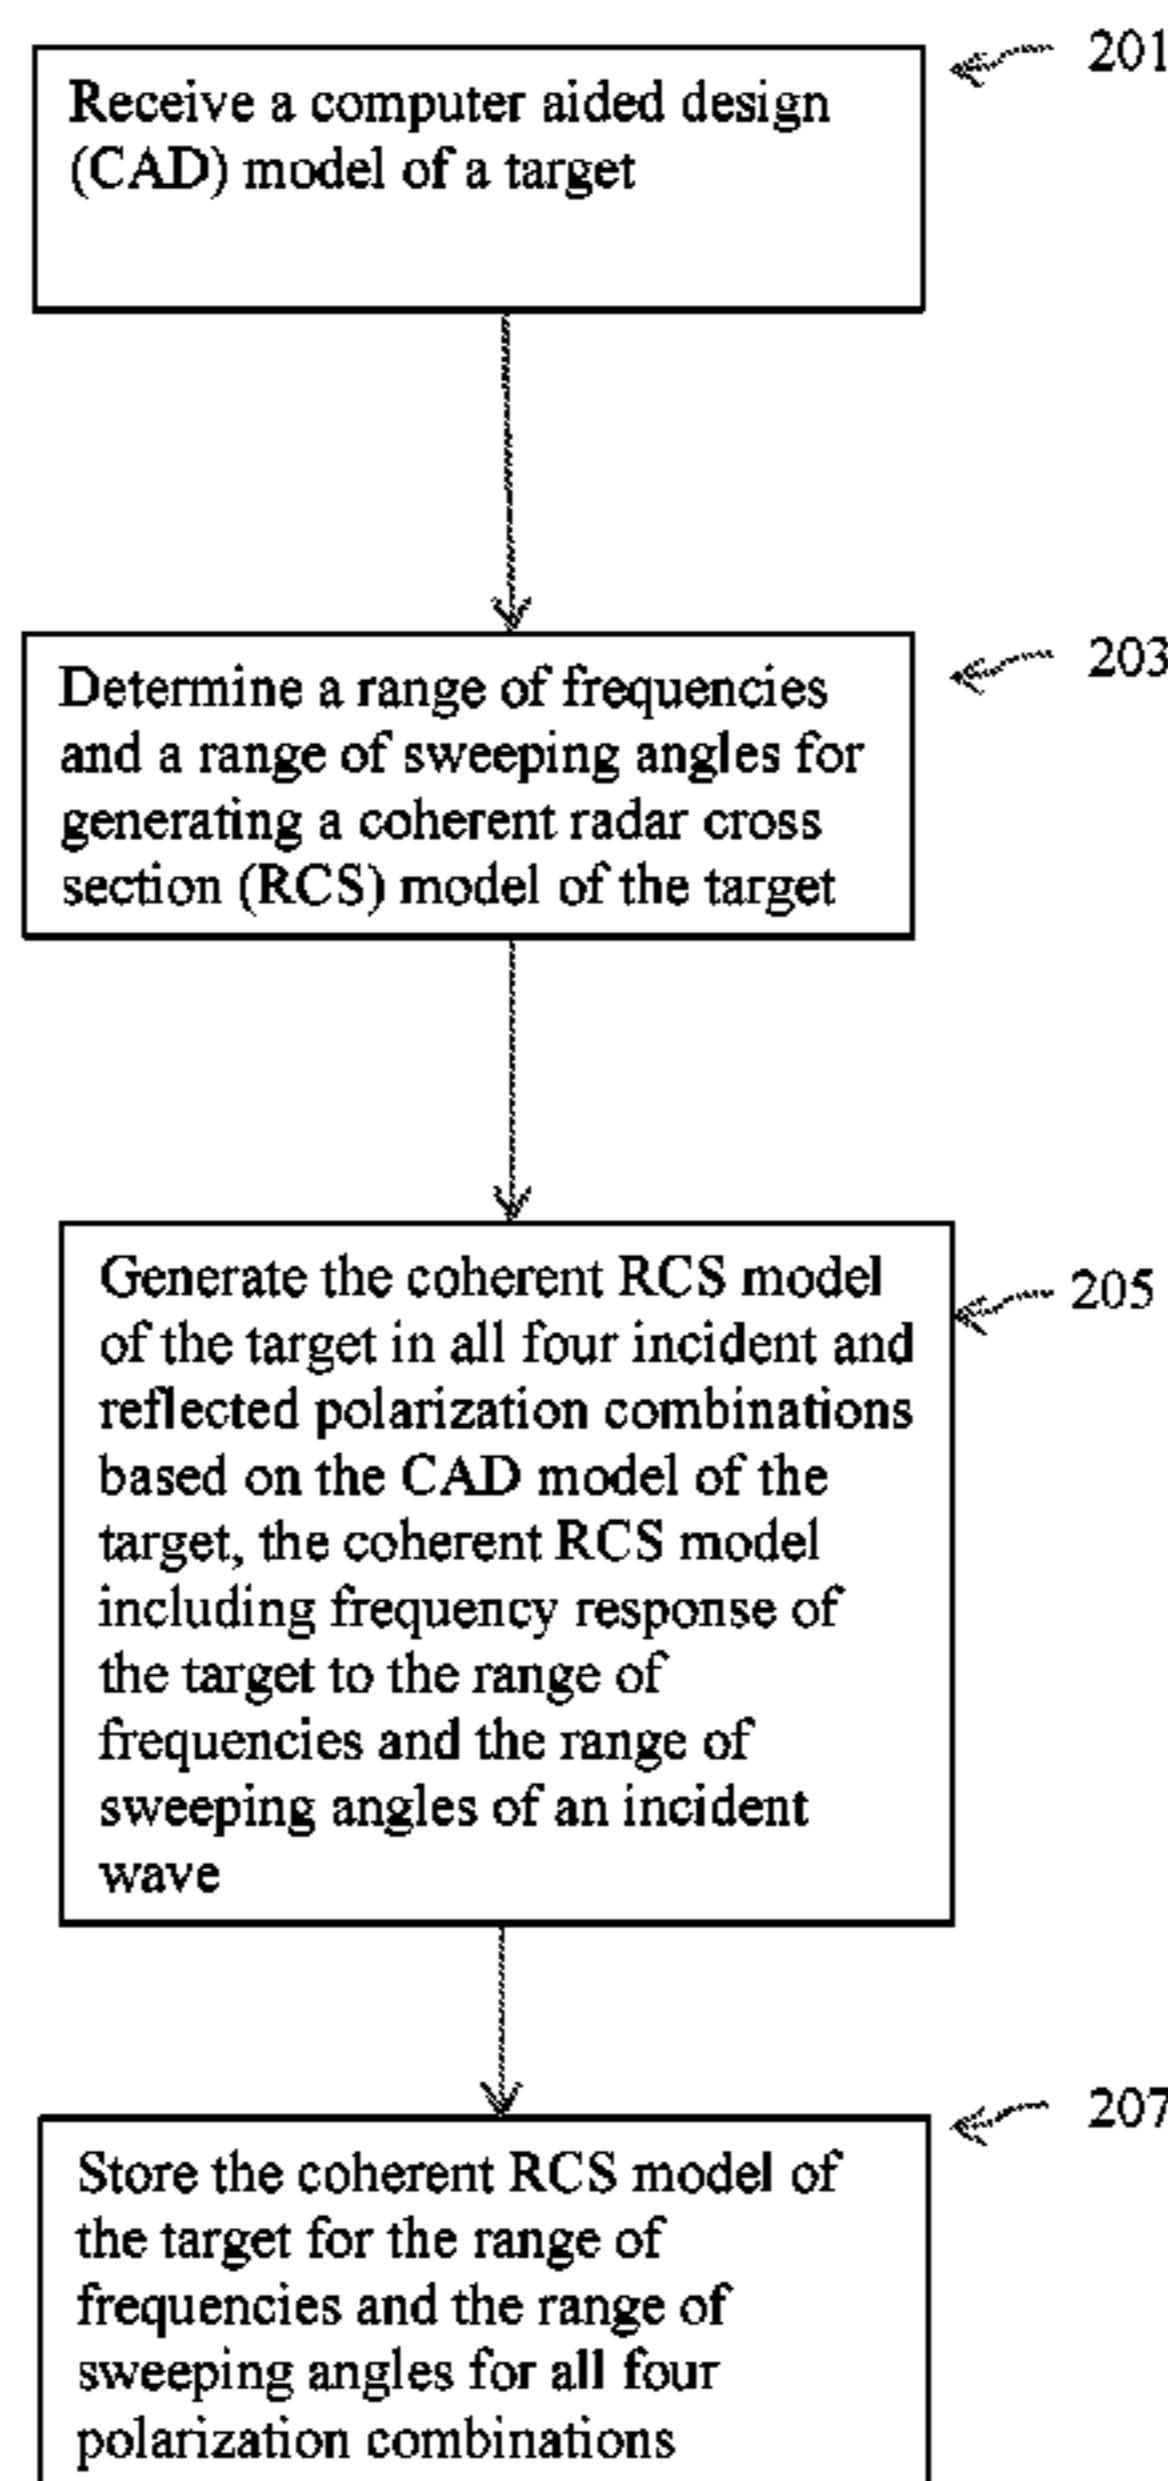 201
Receive a computer aided design
(CAD) model of a target
203
Determine a range of frequencies
and a range of sweeping angles for
generating a coherent radar cross
section (RCS) model of the target
205
Generate the coherent RCS model
of the target in all four incident and
reflected polarization combinations
based on the CAD model of the
target, the coherent RCS model
including frequency response of
the target to the range of
frequencies and the range of
sweeping angles of an incident
wave
207
Store the coherent RCS model of
the target for the range of
frequencies and the range of
sweeping angles for all four
polarization combinations